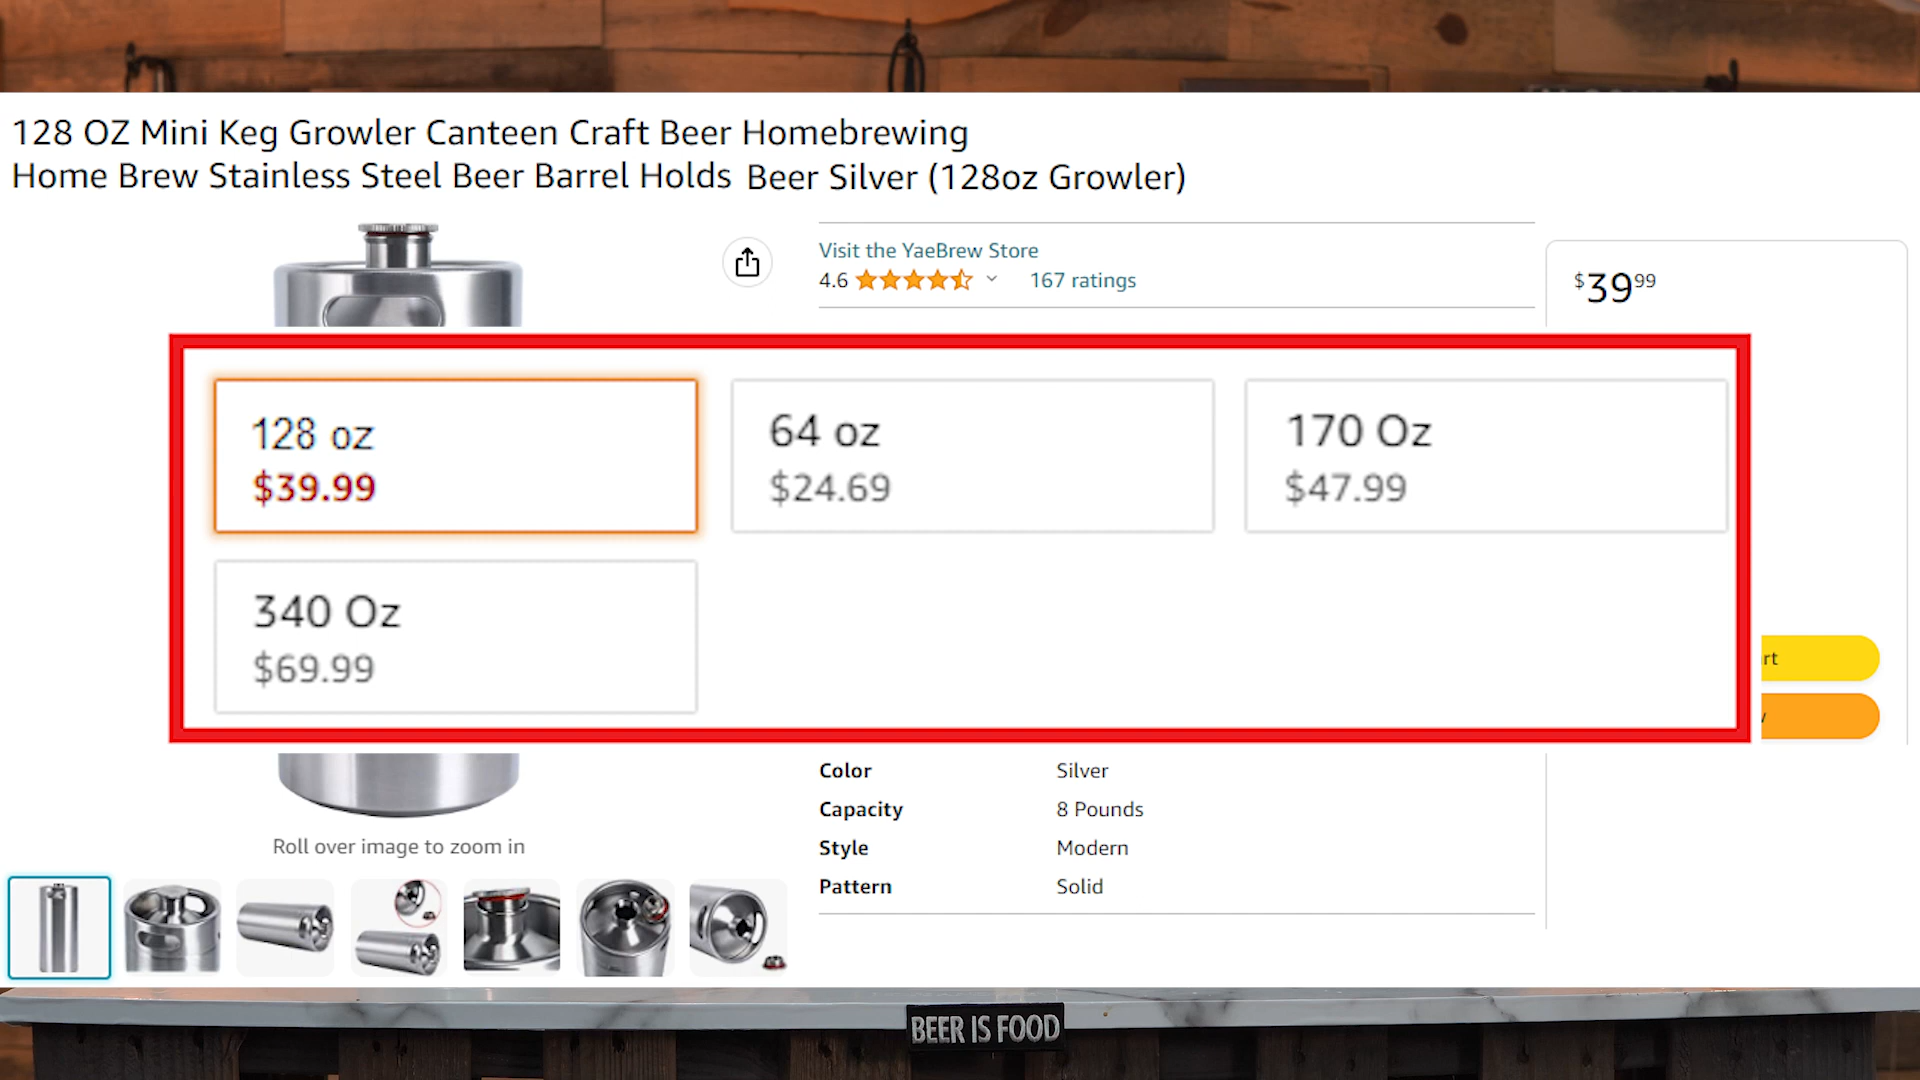 128 OZ Mini Keg Growler Canteen Craft Beer Homebrewing
Home Brew Stainless Steel Beer Barrel Holds Beer Silver (128oz Growler)
Visit the YaeBrew Store
4.6
167 ratings
$39.99
128 oz
$39.99
64 oz
$24.69
170 Oz
$47.99
340 Oz
$69.99
rt
Color Silver
Capacity 8 Pounds
Style Modern
Pattern Solid
Roll over image to zoom in
BEER IS FOOD